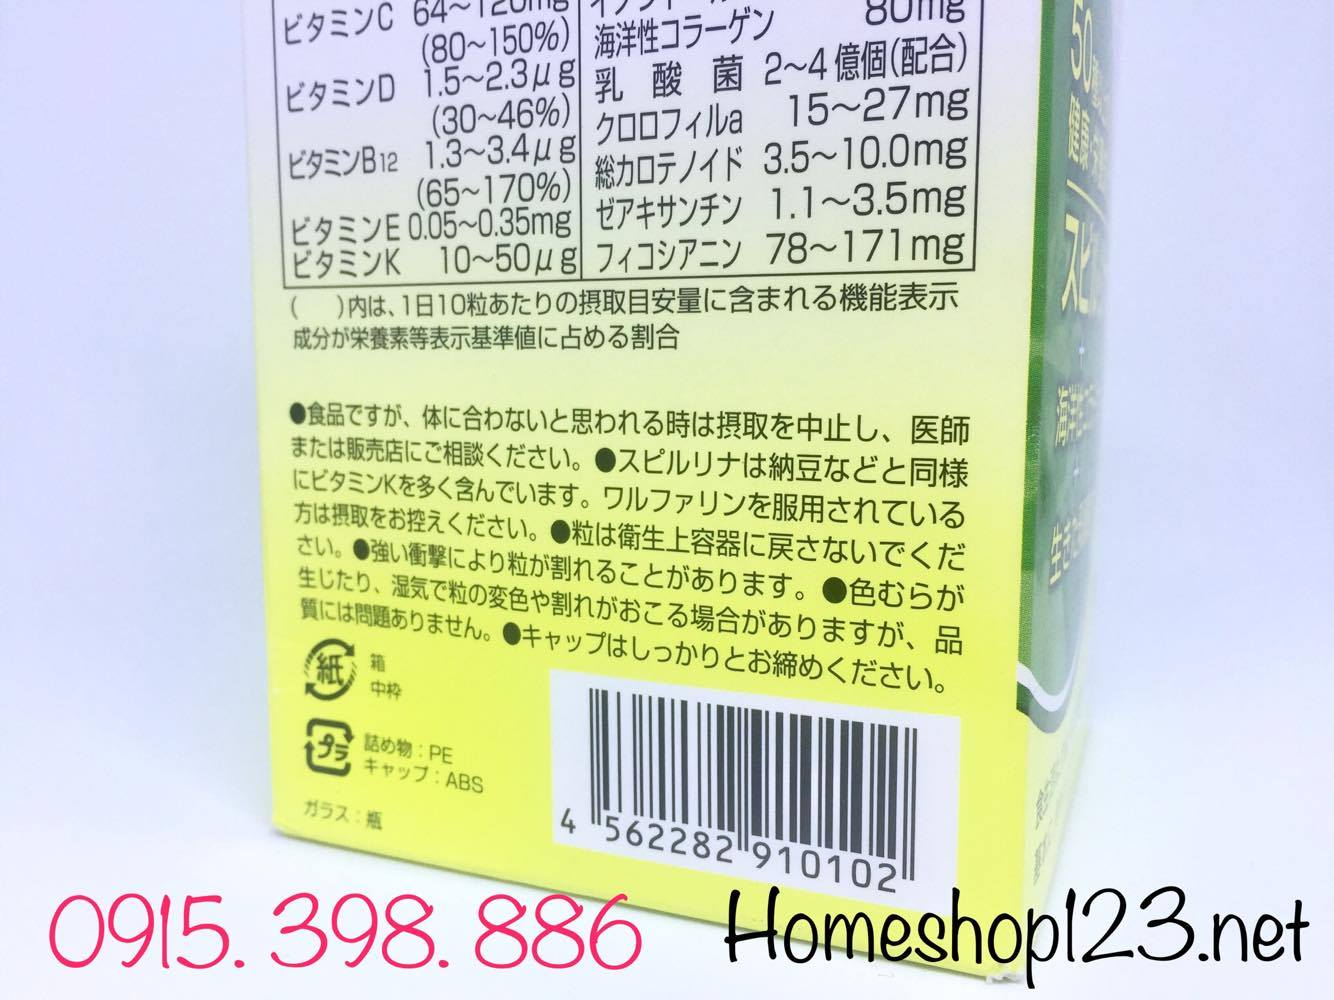 ビタミンC 64～120mg
(80～150%)
ビタミンD 1.5～2.3μg
(30～46%)
ビタミンB12 1.3～3.4μg
(65～170%)
ビタミンE 0.05～0.35mg
ビタミンK 10～50μg
80mg
海洋性コラーゲン
乳酸菌 2～4億個(配合)
クロロフィルa 15～27mg
総カロテノイド 3.5～10.0mg
ゼアキサンチン 1.1～3.5mg
フィコシアニン 78～171mg
(　)内は、1日10粒あたりの摂取目安量に含まれる機能表示
成分が栄養素等表示基準値に占める割合
●食品ですが、体に合わないと思われる時は摂取を中止し、医師
または販売店にご相談ください。●スピルリナは納豆などと同様
にビタミンKを多く含んでいます。ワルファリンを服用されている
方は摂取をお控えください。●粒は衛生上容器に戻さないでくだ
さい。●強い衝撃により粒が割れることがあります。●色むらが
生じたり、湿気で粒の変色や割れがおこる場合がありますが、品
質には問題ありません。●キャップはしっかりとお締めください。
紙 箱
中枠
プラ 詰め物：PE
キャップ：ABS
ガラス：瓶
4 562282 910102
50
健康
スピ
海洋性
生き
0915. 398. 886
Homeshop123.net